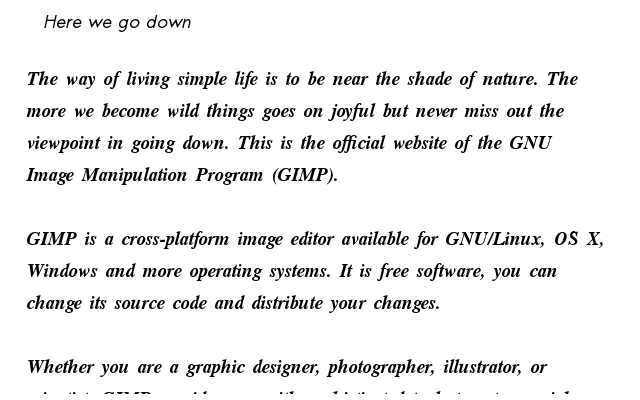 Here we go down
The way of living simple life is to be near the shade of nature. The
more we become wild things goes on joyful but never miss out the
viewpoint in going down. This is the official website of the GNU
Image Manipulation Program (GIMP).
GIMP is a cross-platform image editor available for GNU/Linux, OS X,
Windows and more operating systems. It is free software, you can
change its source code and distribute your changes.
Whether you are a graphic designer, photographer, illustrator, or